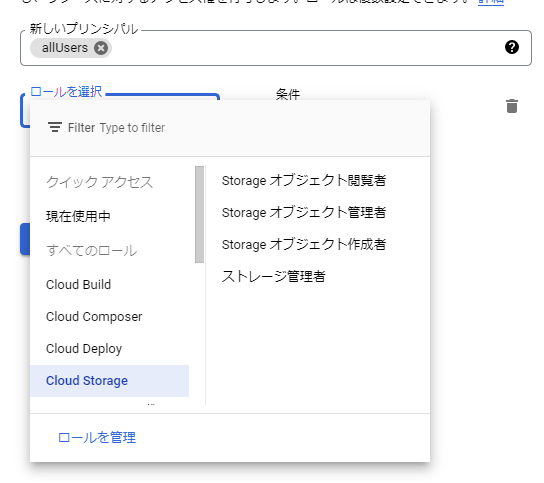 新しいプリンシパル
allUsers
ロールを選択
条件
Filter Type to filter
クイック アクセス
現在使用中
すべてのロール
Cloud Build
Cloud Composer
Cloud Deploy
Cloud Storage
Storage オブジェクト閲覧者
Storage オブジェクト管理者
Storage オブジェクト作成者
ストレージ管理者
ロールを管理